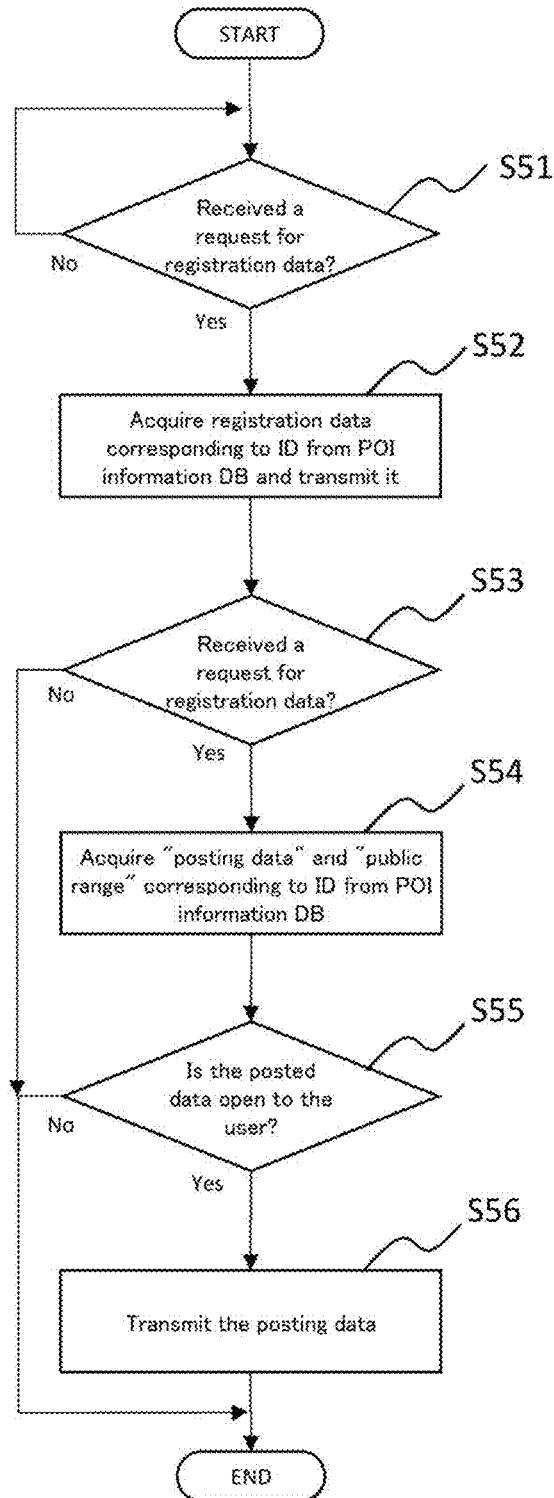 START
S51
Received a
request for
registration data?
No
Yes
S52
Acquire registration data
corresponding to ID from POI
information DB and transmit it
S53
Received a
request for
registration data?
No
Yes
S54
Acquire "posting data" and "public
range" corresponding to ID from POI
information DB
S55
Is the posted
data open to the
user?
No
Yes
S56
Transmit the posting data
END